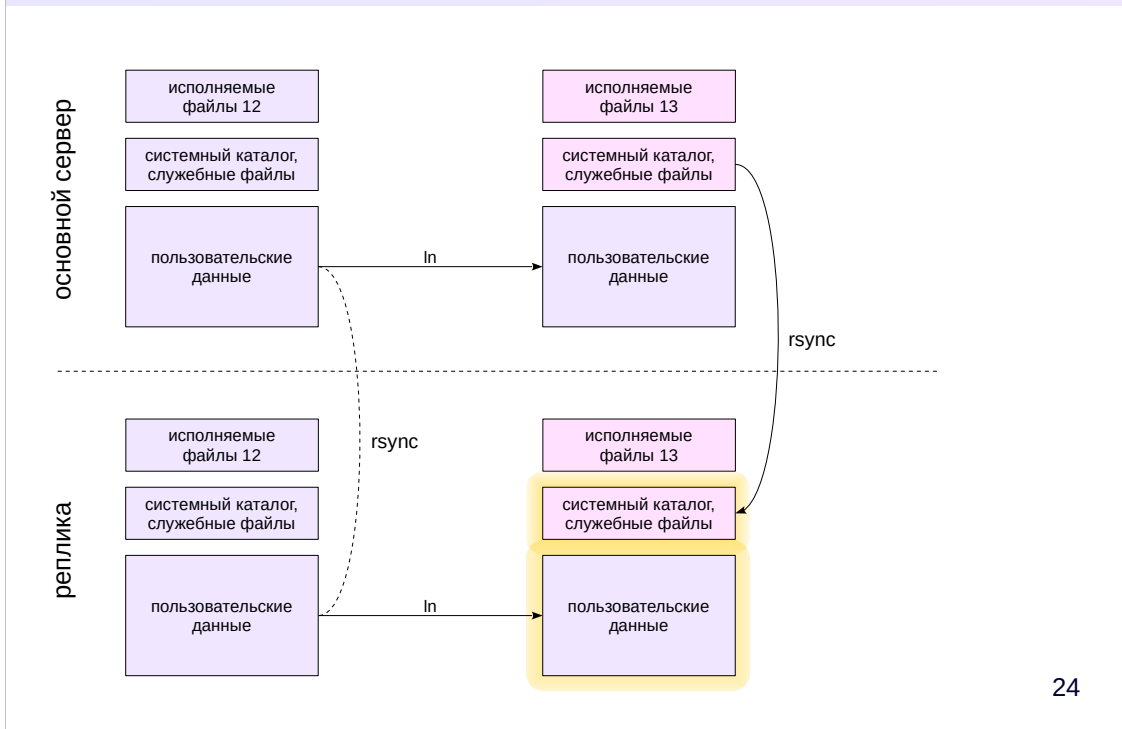 основной сервер
исполняемые
файлы 12
системный каталог,
служебные файлы
пользовательские
данные
ln
исполняемые
файлы 13
системный каталог,
служебные файлы
пользовательские
данные
rsync
реплика
исполняемые
файлы 12
системный каталог,
служебные файлы
пользовательские
данные
rsync
ln
исполняемые
файлы 13
системный каталог,
служебные файлы
пользовательские
данные
24